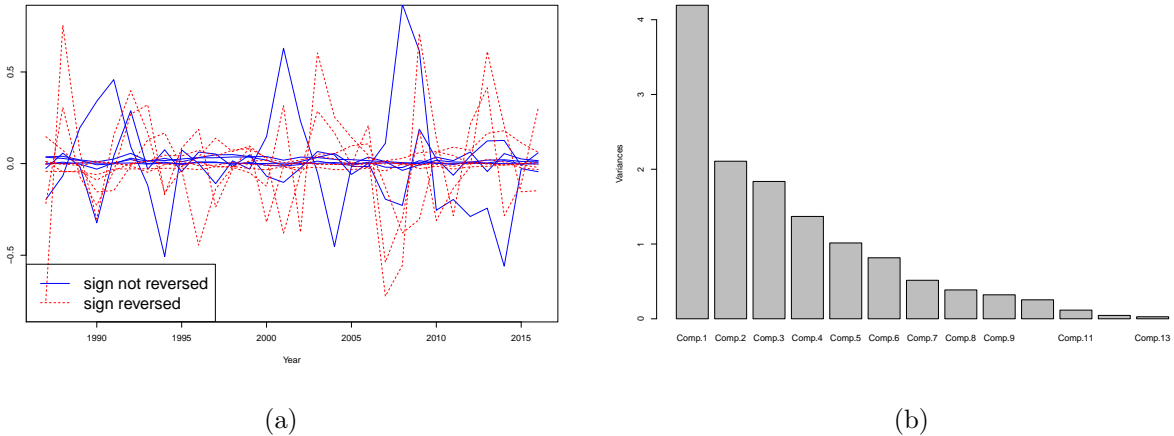 0.5
0.0
−0.5
sign not reversed
sign reversed
1990 1995 2000 2005 2010 2015
Year
(a)
Variances
4
3
2
1
0
Comp.1 Comp.2 Comp.3 Comp.4 Comp.5 Comp.6 Comp.7 Comp.8 Comp.9 Comp.11 Comp.13
(b)